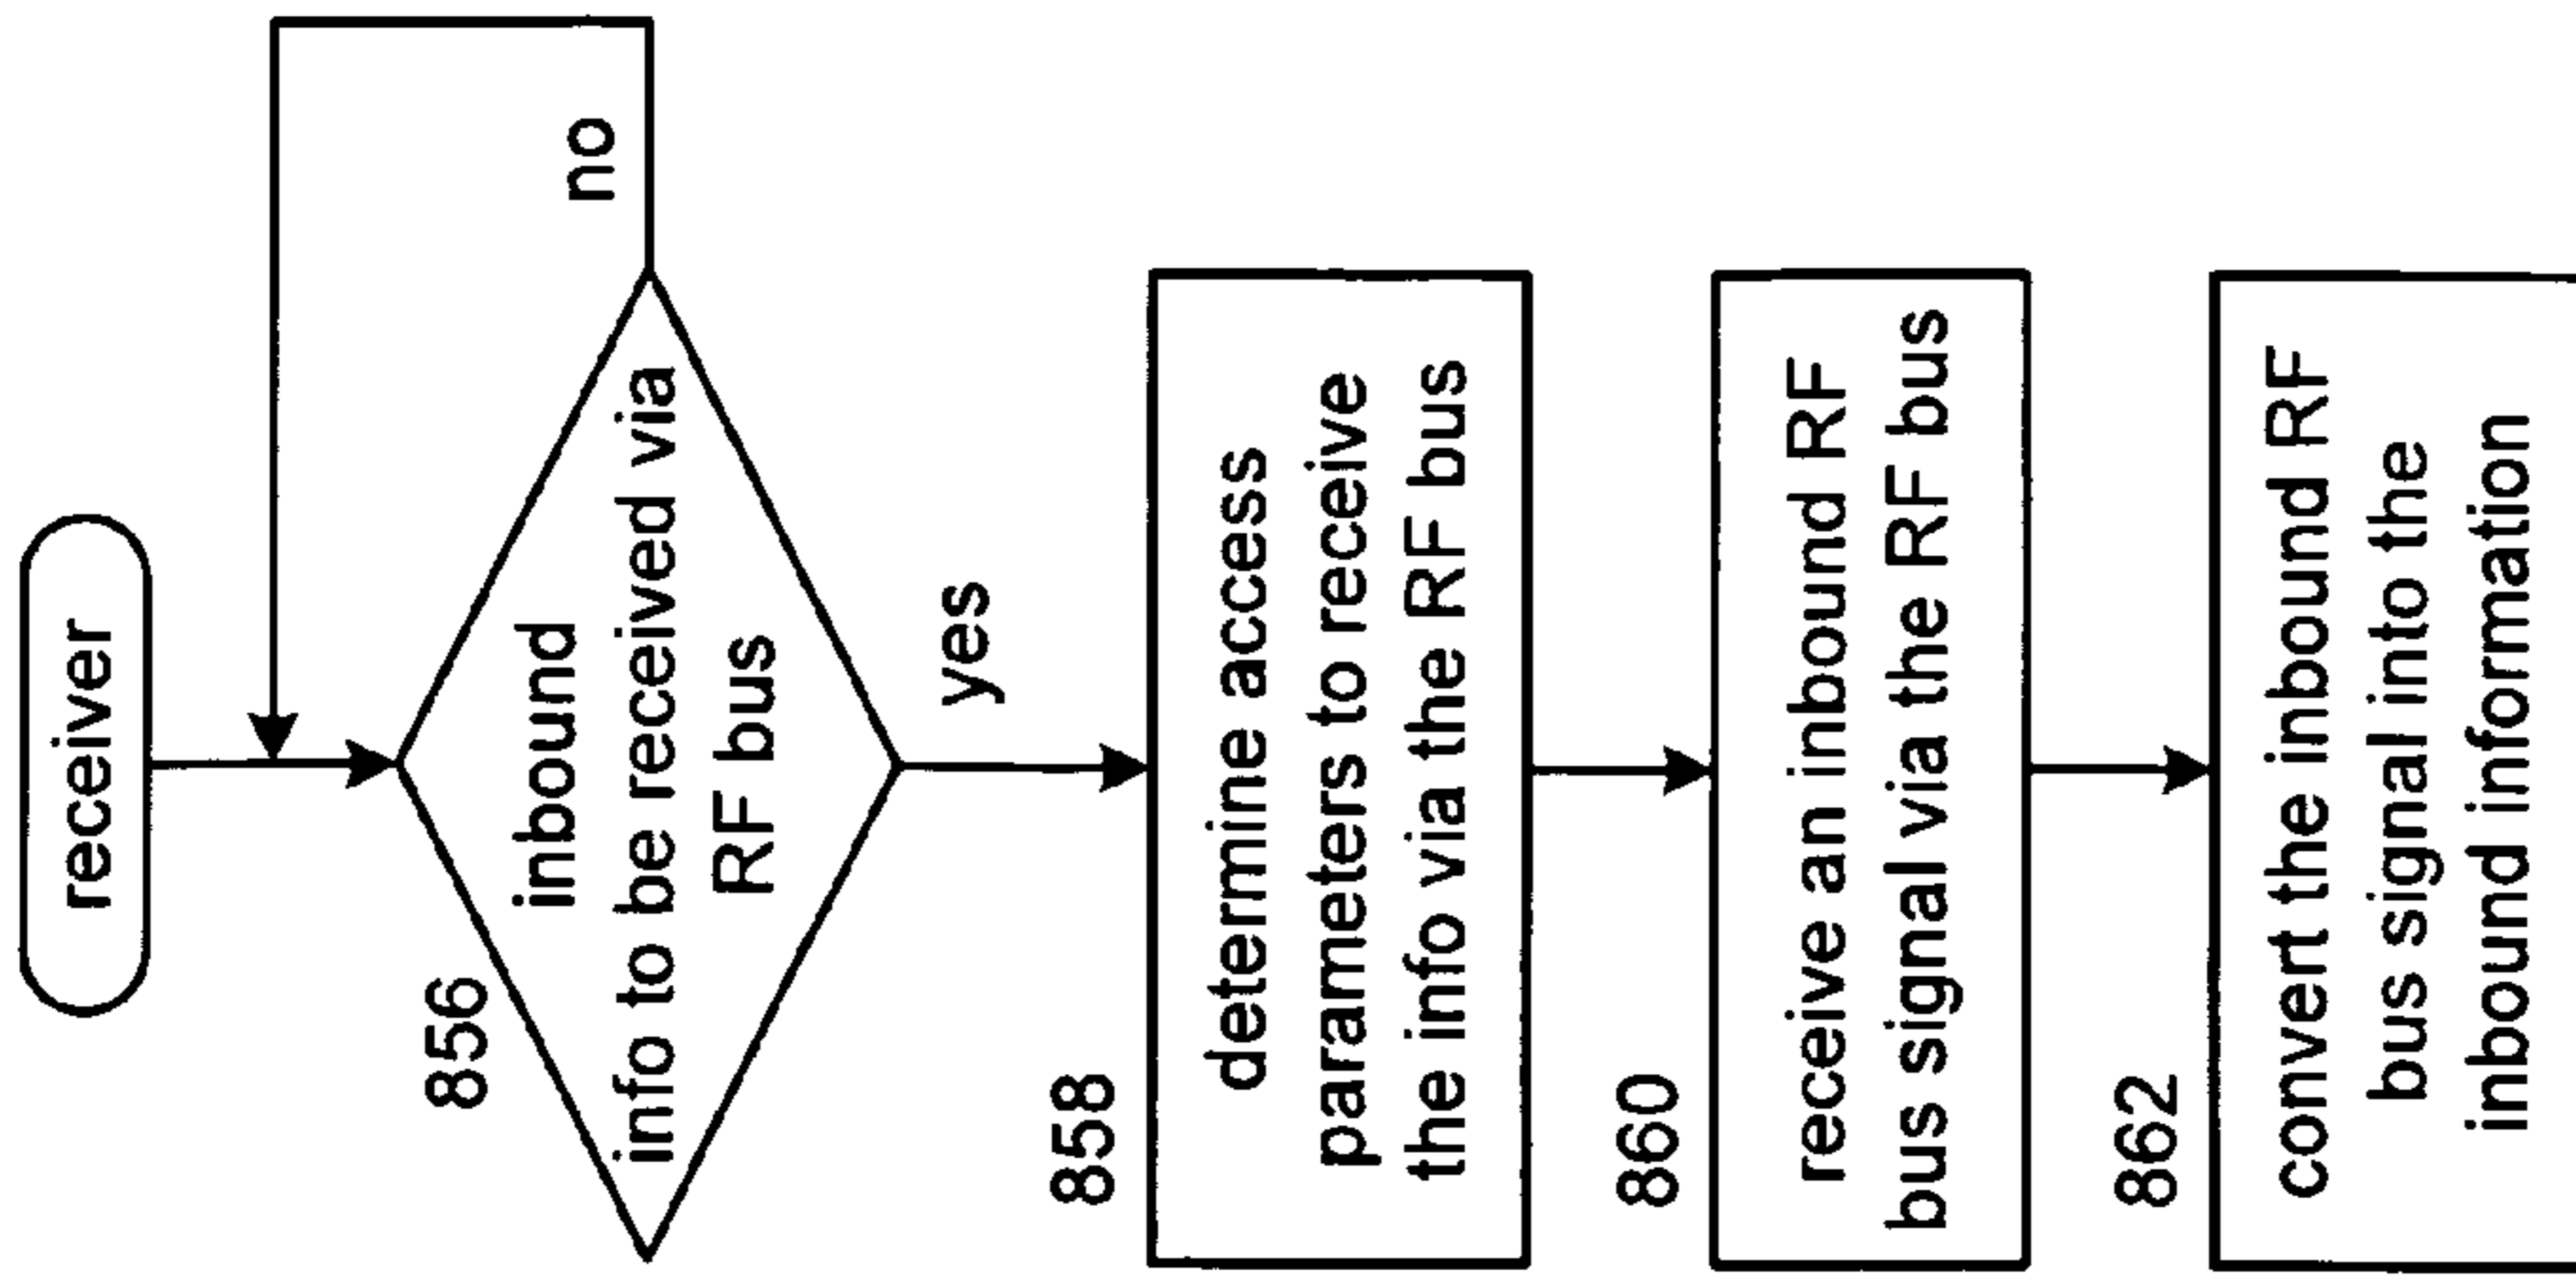 receiver
856
inbound
info to be received via
RF bus
no
yes
858
determine access
parameters to receive
the info via the RF bus
860
receive an inbound RF
bus signal via the RF bus
862
convert the inbound RF
bus signal into the
inbound information